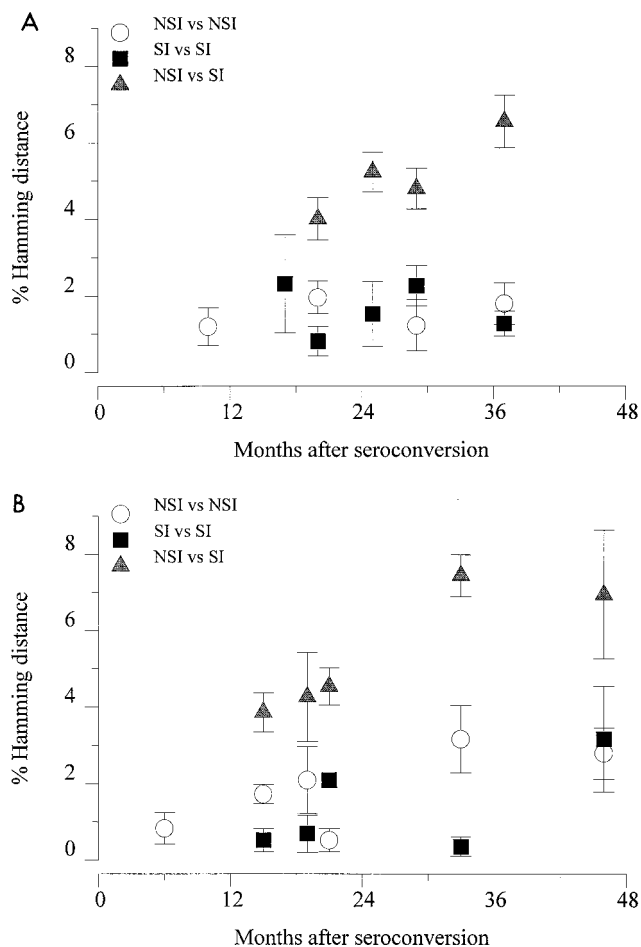 A
NSI vs NSI
SI vs SI
NSI vs SI
8
6
4
2
0
% Hamming distance
0 12 24 36 48
Months after seroconversion
B
NSI vs NSI
SI vs SI
NSI vs SI
8
6
4
2
0
% Hamming distance
0 12 24 36 48
Months after seroconversion